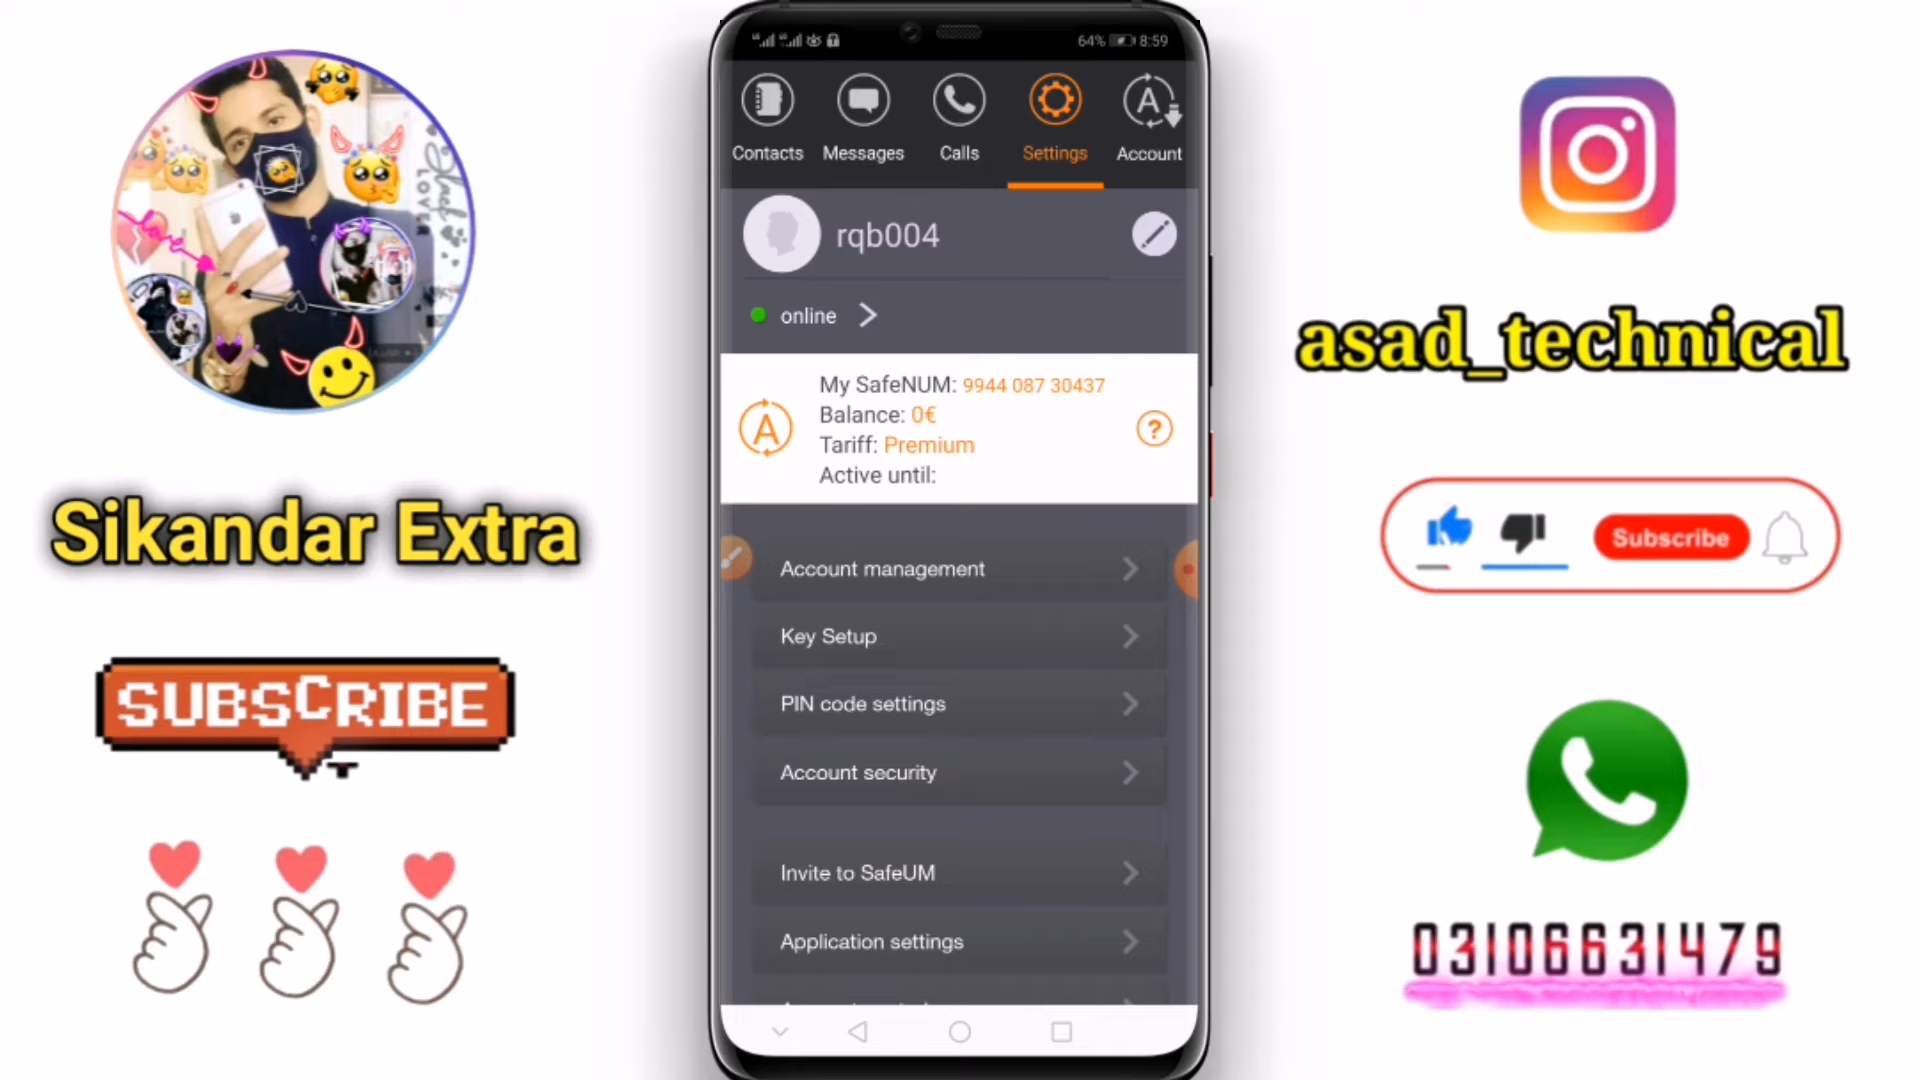 64% 8:59
Contacts Messages Calls Settings Account
rqb004
online
My SafeNUM: 9944 087 30437
Balance: 0€
Tariff: Premium
Active until:
Account management
Key Setup
PIN code settings
Account security
Invite to SafeUM
Application settings
Sikandar Extra
SUBSCRIBE
asad_technical
Subscribe
03106631479
love
LOVER